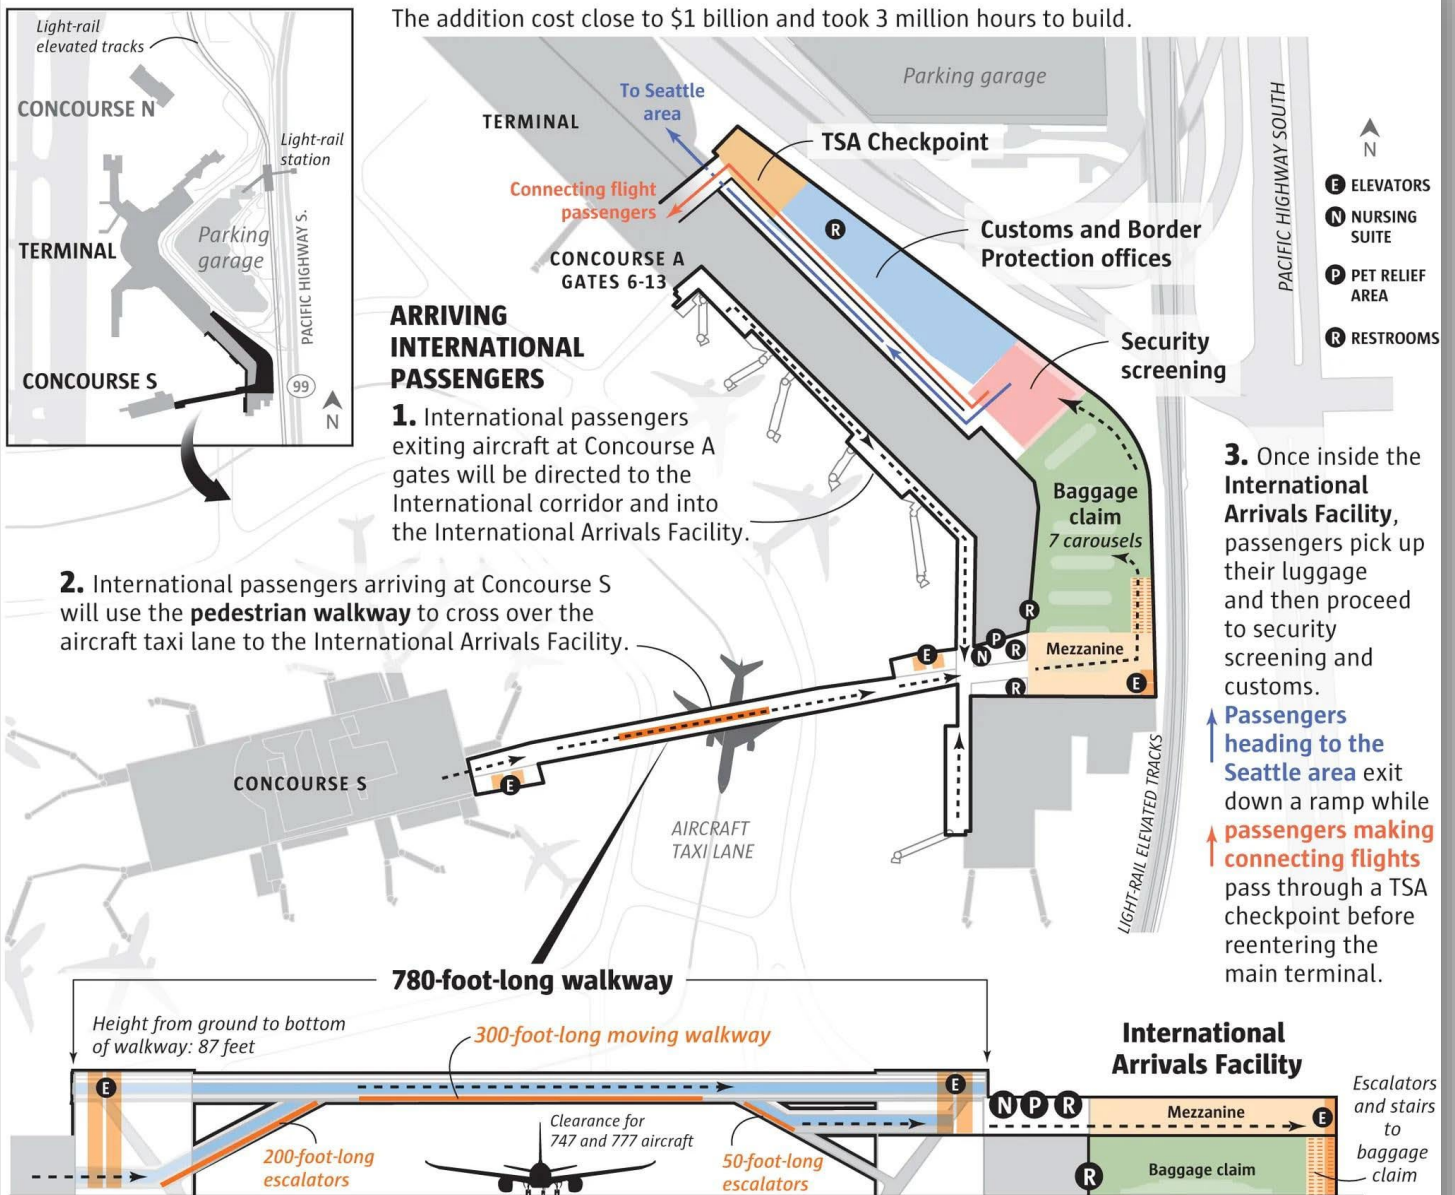 The addition cost close to $1 billion and took 3 million hours to build.
Light-rail
elevated tracks
CONCOURSE N
Light-rail
station
TERMINAL
Parking
garage
PACIFIC HIGHWAY S.
CONCOURSE S
99
N
TERMINAL
To Seattle
area
Connecting flight
passengers
CONCOURSE A
GATES 6-13
Parking garage
TSA Checkpoint
R
Customs and Border
Protection offices
Security
screening
PACIFIC HIGHWAY SOUTH
N
E ELEVATORS
N NURSING
SUITE
P PET RELIEF
AREA
R RESTROOMS
ARRIVING
INTERNATIONAL
PASSENGERS
1. International passengers
exiting aircraft at Concourse A
gates will be directed to the
International corridor and into
the International Arrivals Facility.
2. International passengers arriving at Concourse S
will use the pedestrian walkway to cross over the
aircraft taxi lane to the International Arrivals Facility.
Baggage
claim
7 carousels
R
P
N
R
E
Mezzanine
R
E
CONCOURSE S
E
AIRCRAFT
TAXI LANE
LIGHT-RAIL ELEVATED TRACKS
3. Once inside the
International
Arrivals Facility,
passengers pick up
their luggage
and then proceed
to security
screening and
customs.
Passengers
heading to the
Seattle area exit
down a ramp while
passengers making
connecting flights
pass through a TSA
checkpoint before
reentering the
main terminal.
780-foot-long walkway
Height from ground to bottom
of walkway: 87 feet
300-foot-long moving walkway
International
Arrivals Facility
E
E
N P R
Mezzanine
E
Escalators
and stairs
to
baggage
claim
Clearance for
747 and 777 aircraft
200-foot-long
escalators
50-foot-long
escalators
R
Baggage claim